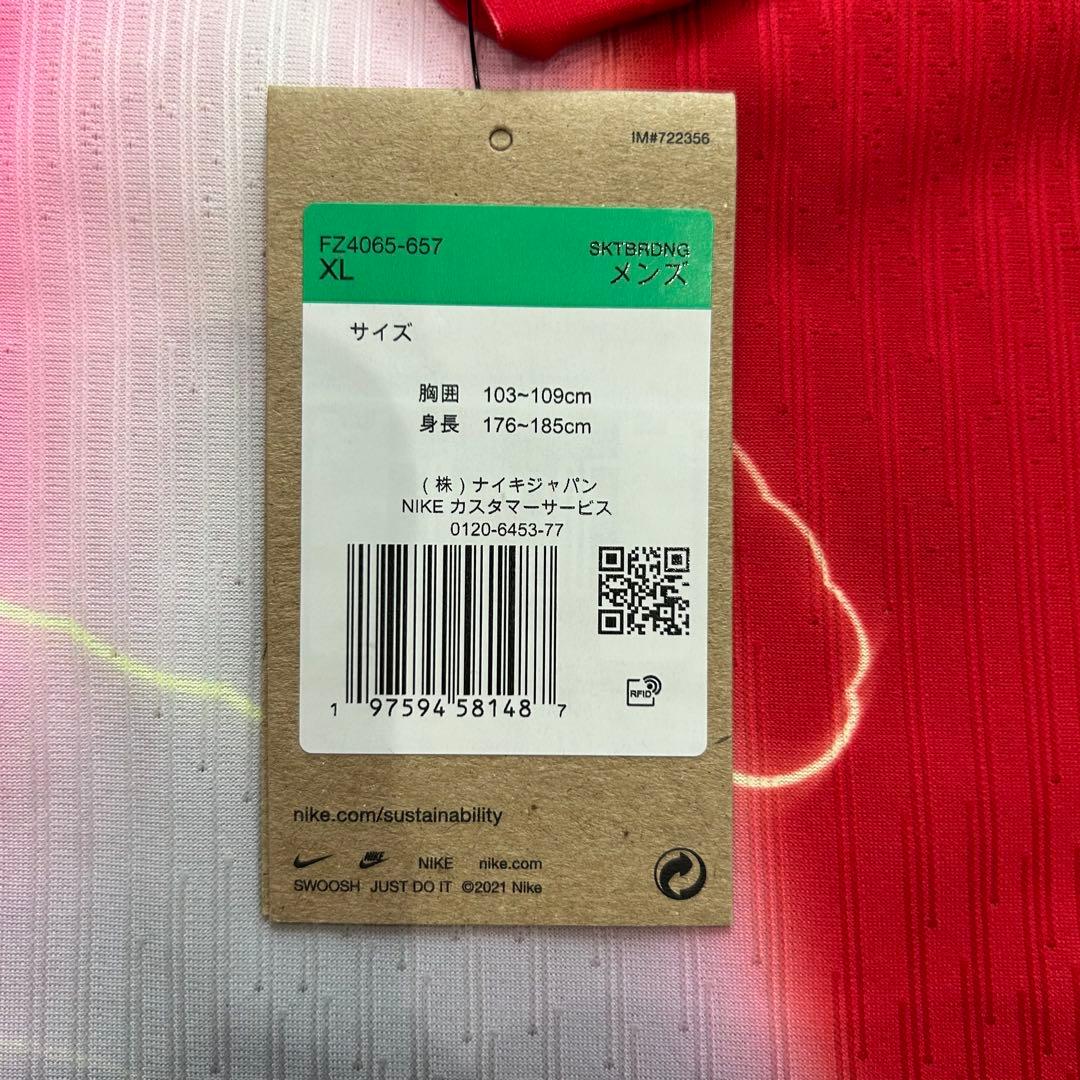 IM#722356
FZ4065-657
XL
SKTBRDNG
メンズ
サイズ
胸囲 103~109cm
身長 176~185cm
(株)ナイキジャパン
NIKE カスタマーサービス
0120-6453-77
1 97594 58148 7
RFID
nike.com/sustainability
NIKE NIKE nike.com
SWOOSH JUST DO IT ©2021 Nike